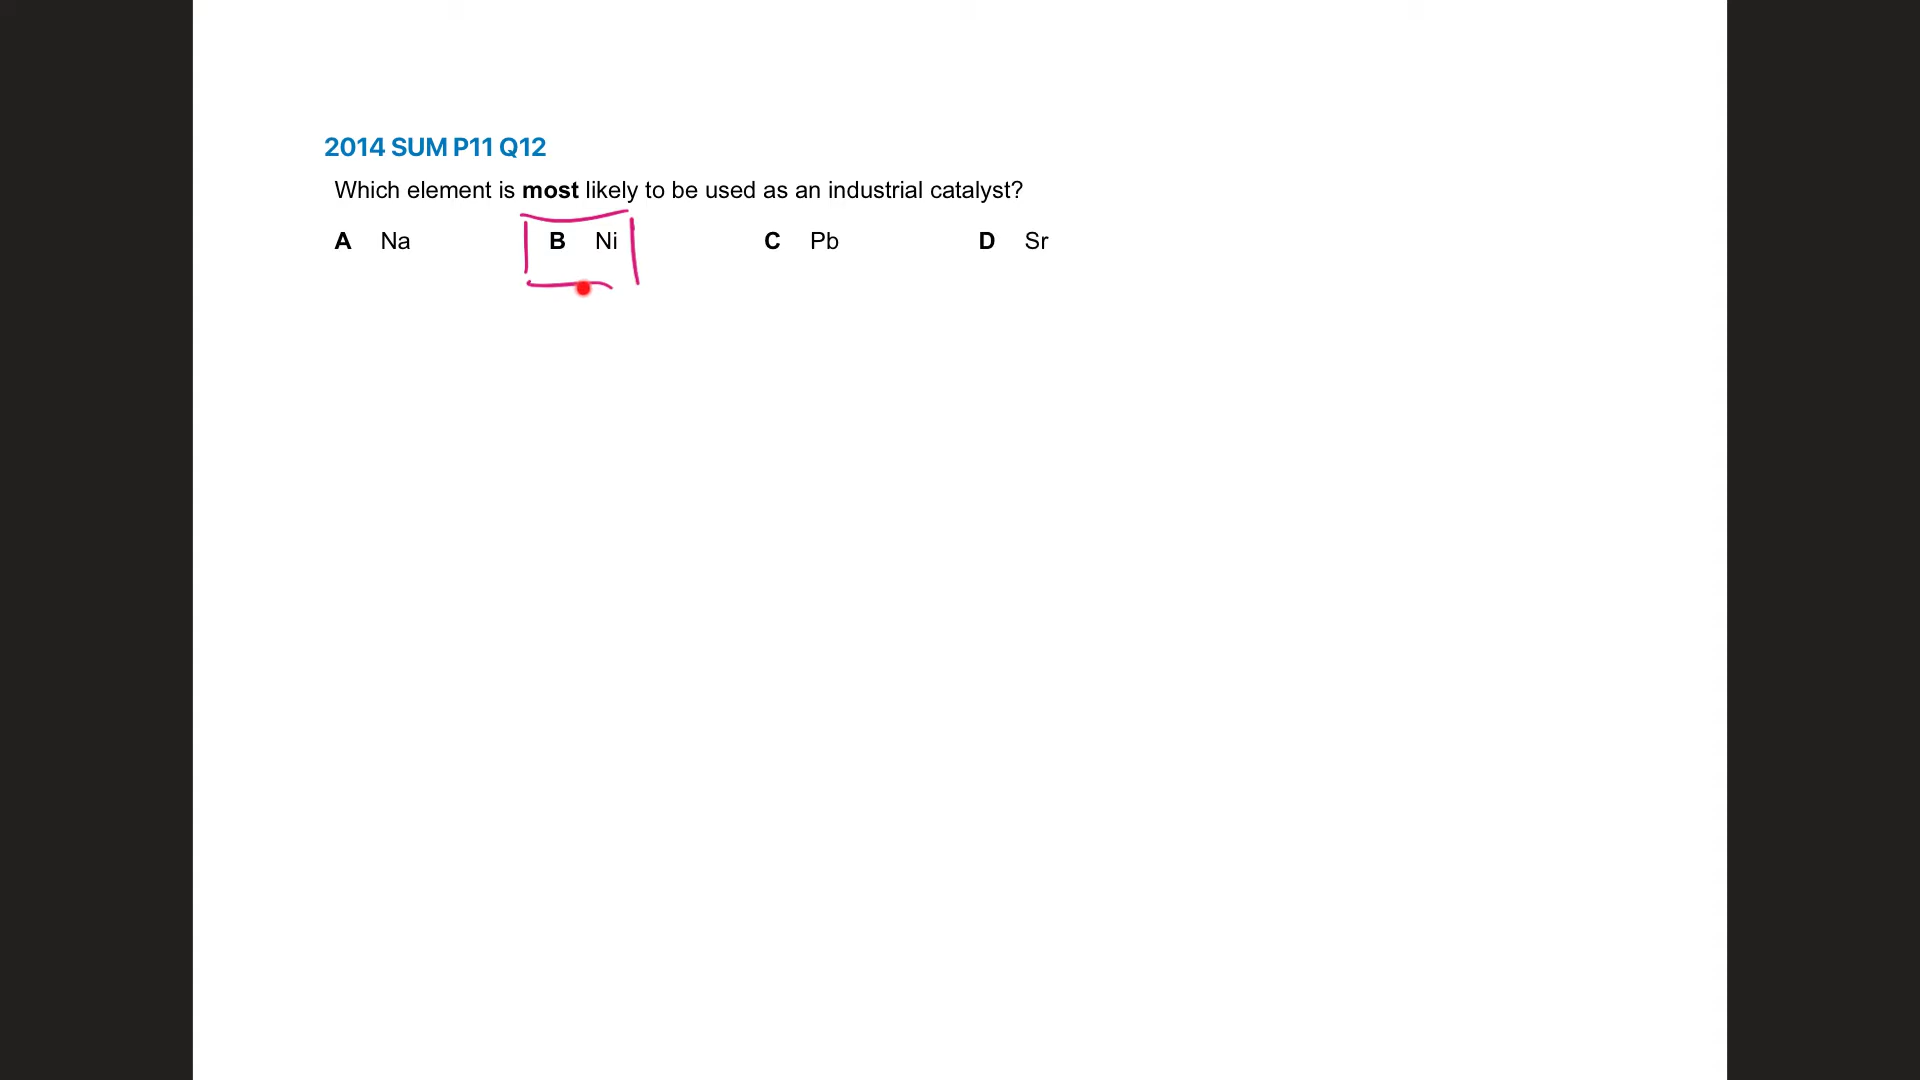 2014 SUM P11 Q12
Which element is most likely to be used as an industrial catalyst?
A Na B Ni C Pb D Sr